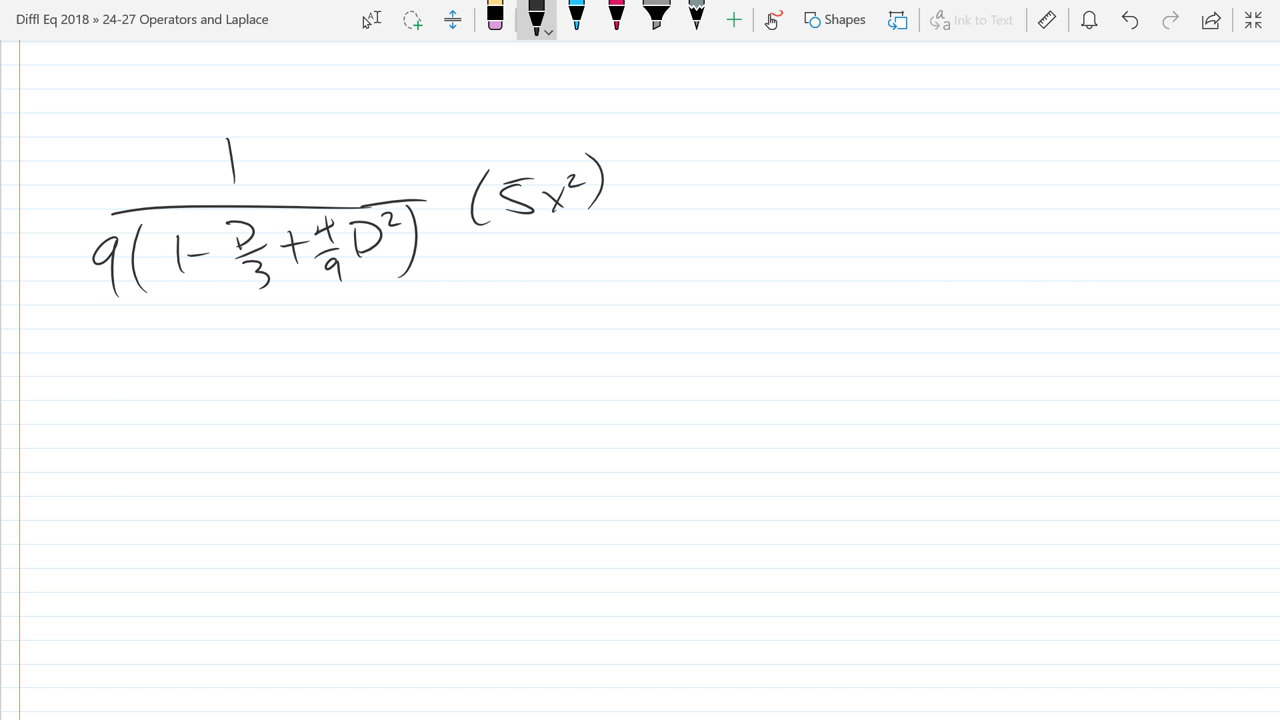 Diffl Eq 2018 » 24-27 Operators and Laplace
Shapes
Ink to Text
1
(5x²)
9(1 - D/3 + 4/9 D²)